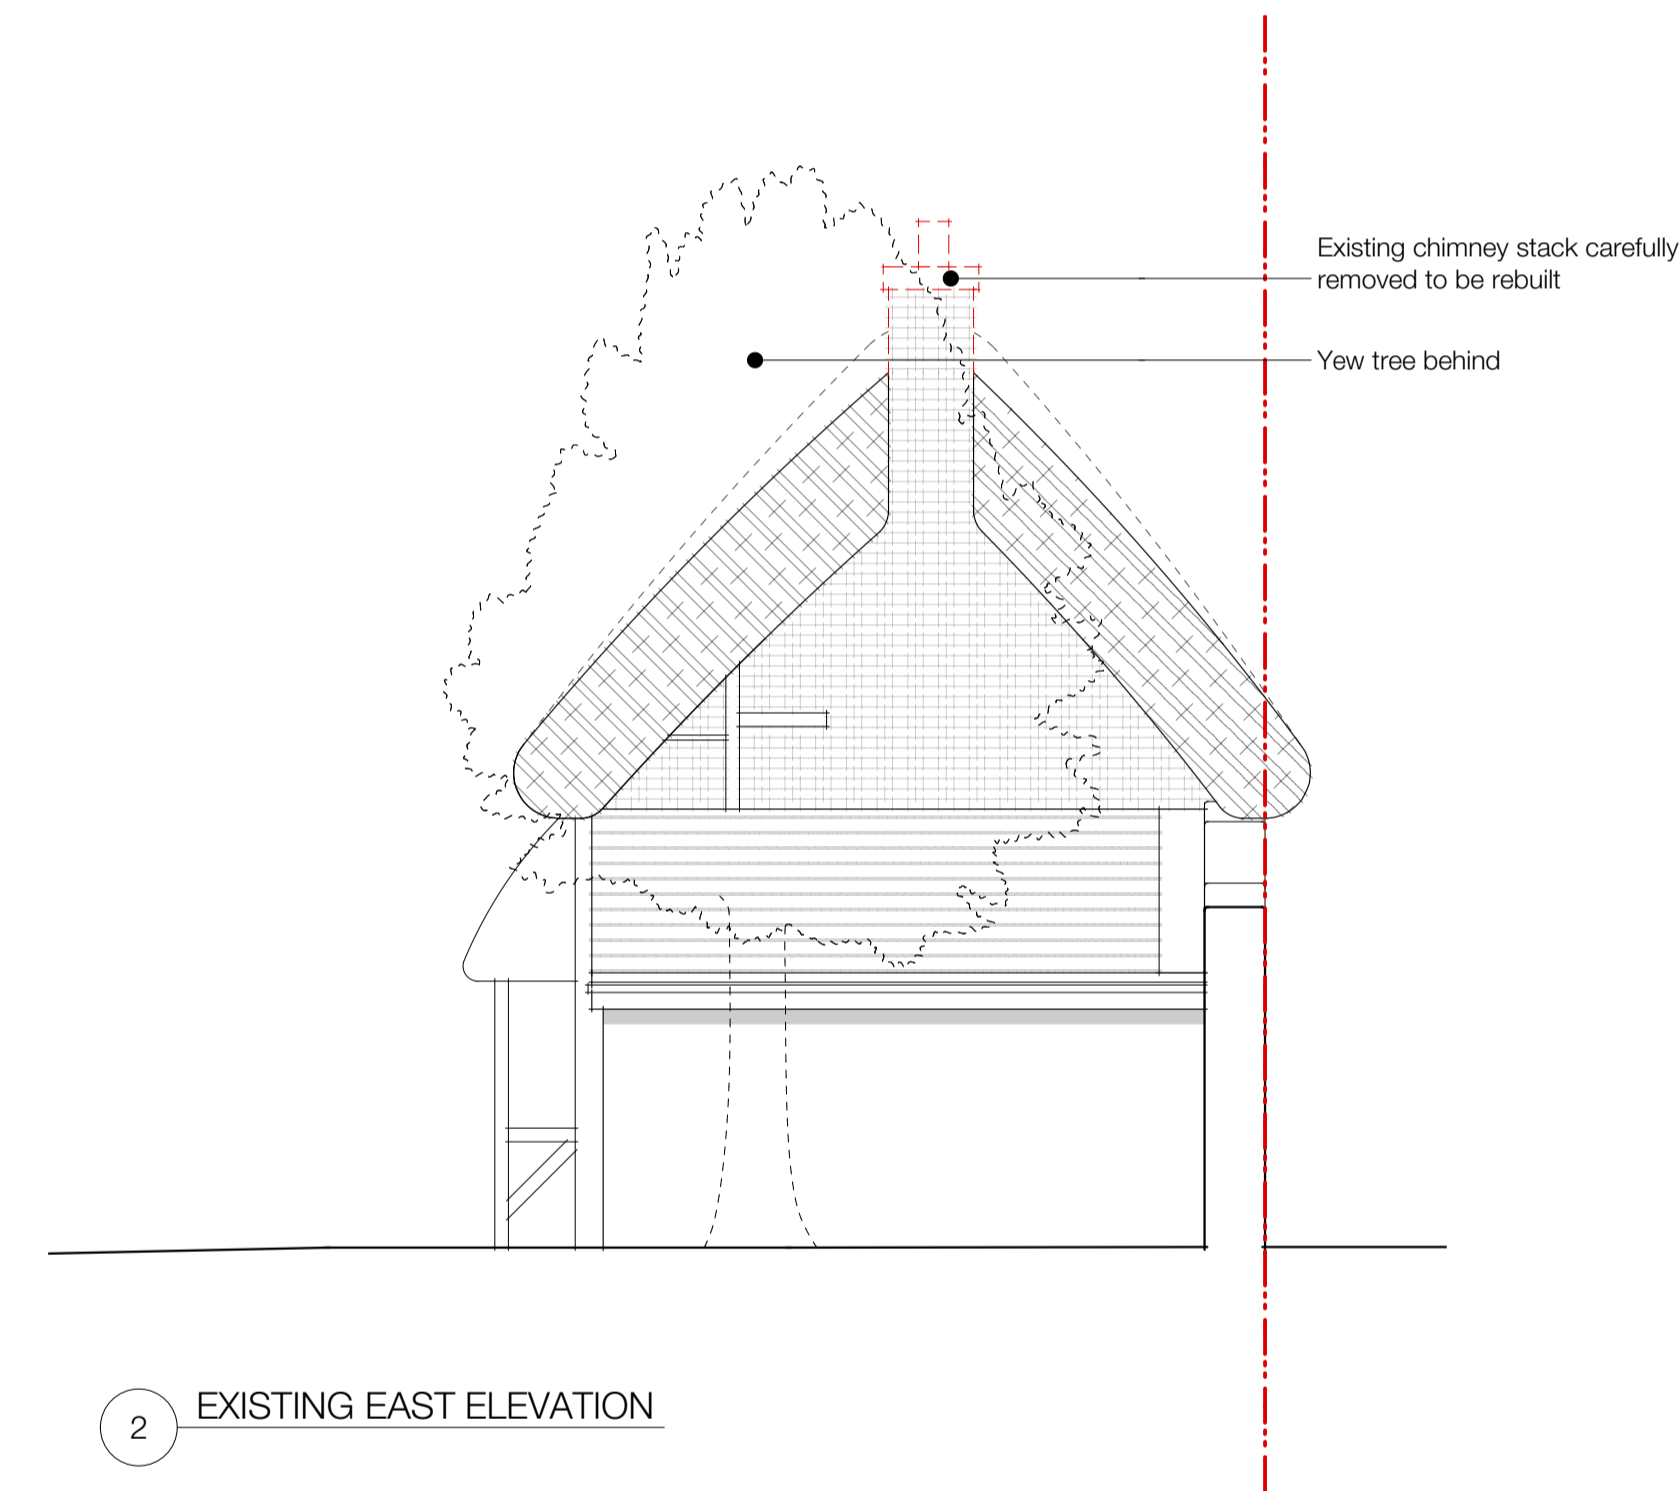 Existing chimney stack carefully
removed to be rebuilt
Yew tree behind
2
EXISTING EAST ELEVATION